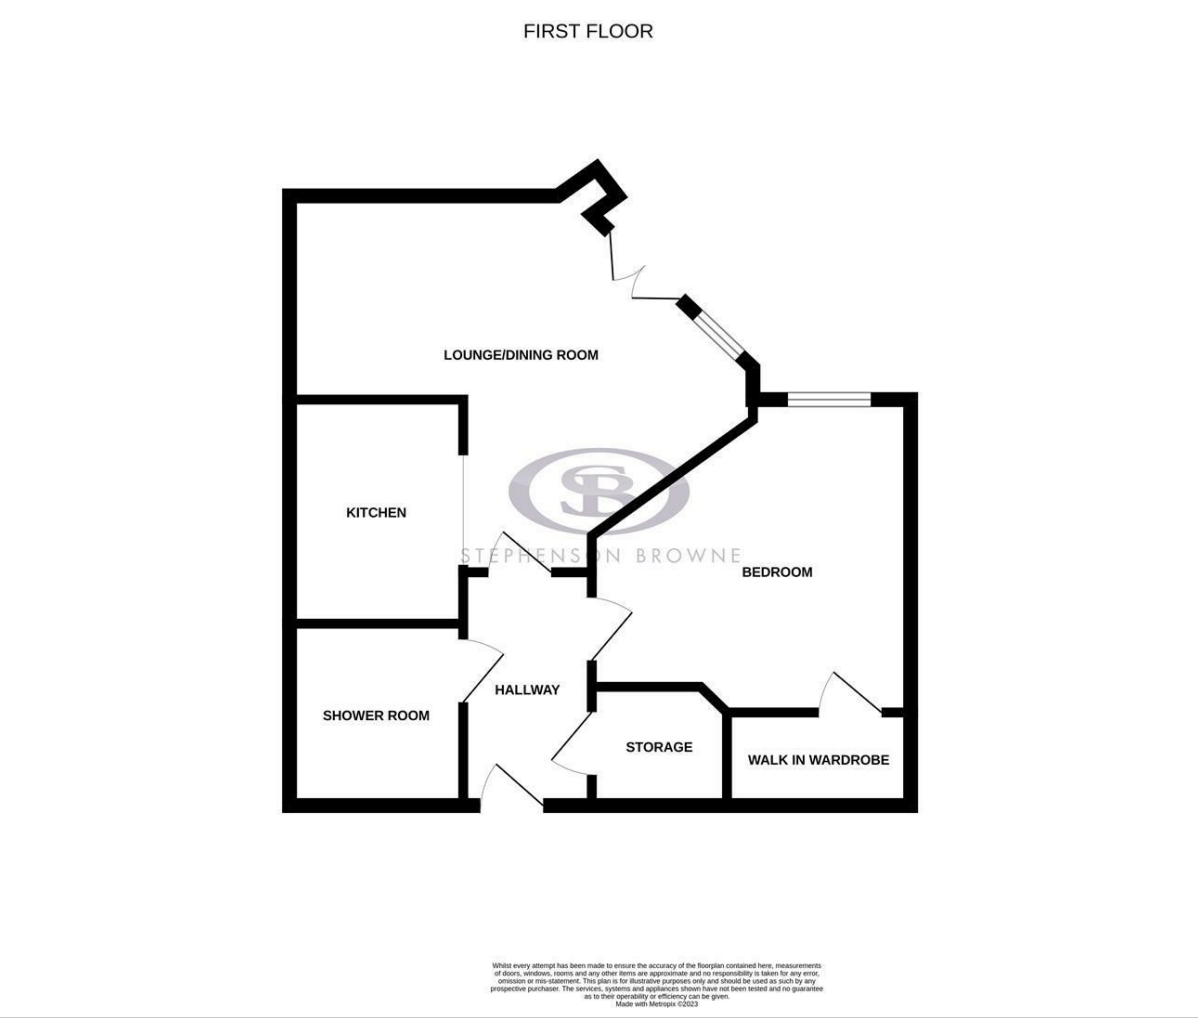 FIRST FLOOR
LOUNGE/DINING ROOM
KITCHEN
SB
STEPHENSON BROWNE
BEDROOM
HALLWAY
SHOWER ROOM
STORAGE
WALK IN WARDROBE
Whilst every attempt has been made to ensure the accuracy of the floorplan contained here, measurements
of doors, windows, rooms and any other items are approximate and no responsibility is taken for any error,
omission or mis-statement. This plan is for illustrative purposes only and should be used as such by any
prospective purchaser. The services, systems and appliances shown have not been tested and no guarantee
as to their operability or efficiency can be given.
Made with Metropix ©2023